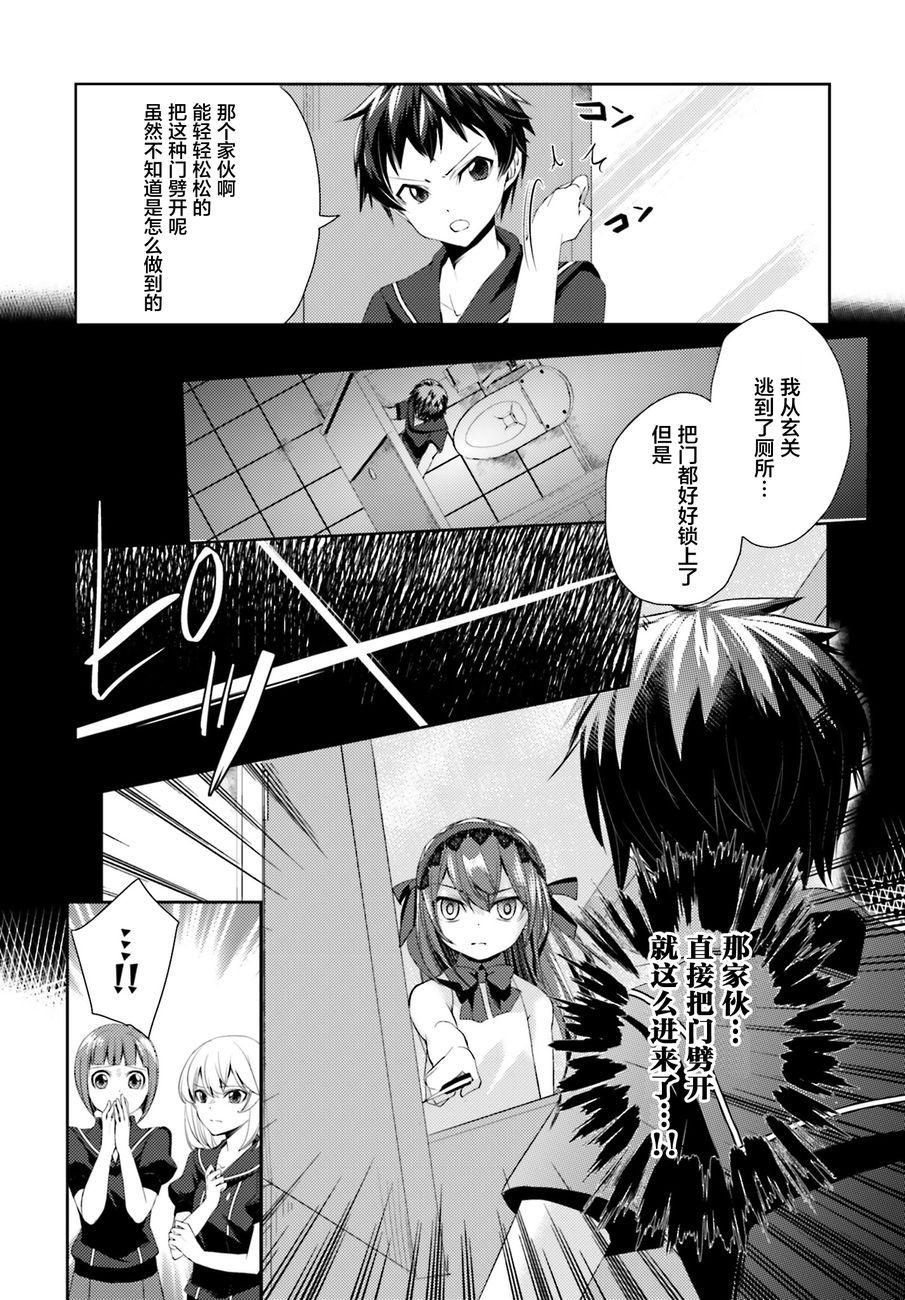 コン
コン
那个家伙啊
能轻轻松松的
把这种门劈开呢
虽然不知道是怎么做到的
我从玄关
逃到了厕所…
把门都好好锁上了
但是
ピッ
那家伙…
直接把门劈开
就这么进来了…!!
…!!